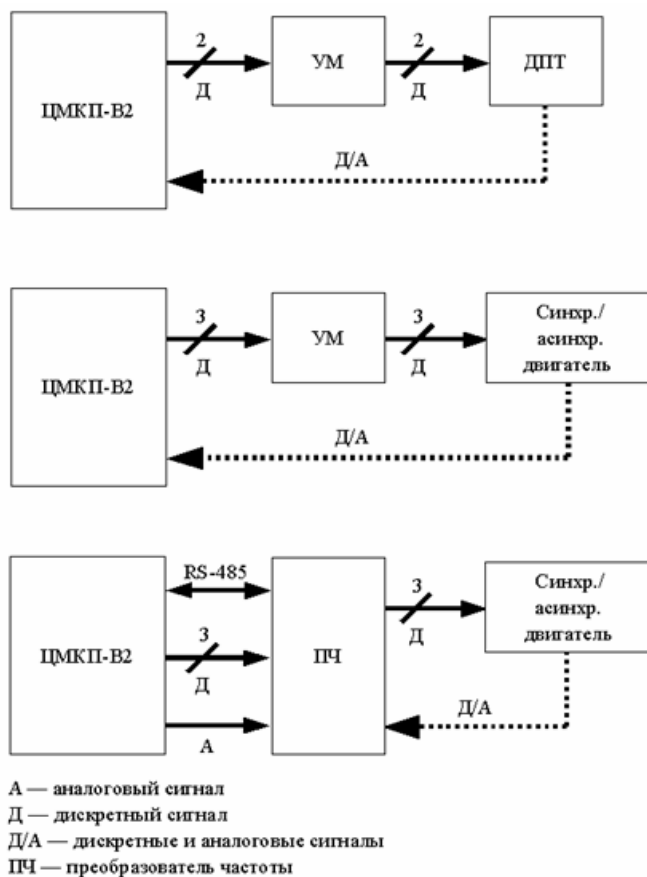 2
2
ЦМКП-В2
УМ
ДПТ
Д
Д
Д/А
3
3
ЦМКП-В2
УМ
Синхр./
асинхр.
двигатель
Д
Д
Д/А
RS-485
3
3
ЦМКП-В2
ПЧ
Синхр./
асинхр.
двигатель
Д
Д
А
Д/А
А — аналоговый сигнал
Д — дискретный сигнал
Д/А — дискретные и аналоговые сигналы
ПЧ — преобразователь частоты